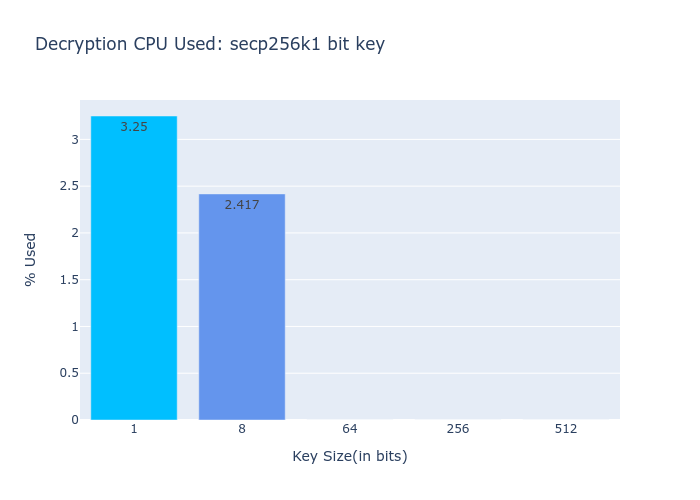 Decryption CPU Used: secp256k1 bit key
3.25
2.417
3
2.5
2
1.5
1
0.5
0
% Used
1 8 64 256 512
Key Size(in bits)